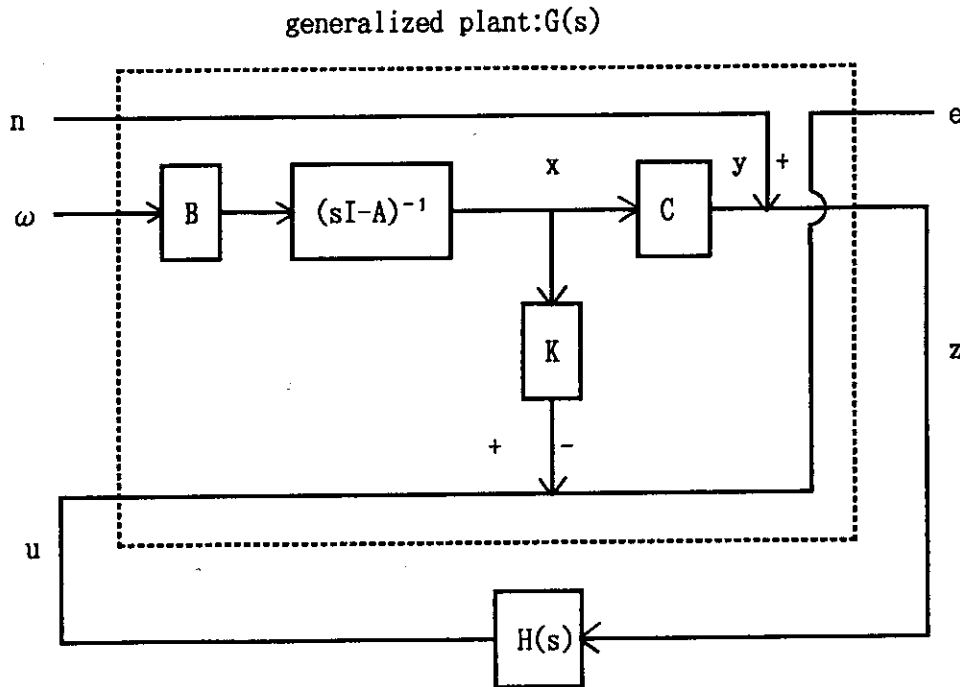 generalized plant:G(s)
n
e
x
y
+
ω
B
(sI-A)⁻¹
C
K
z
+
-
u
H(s)